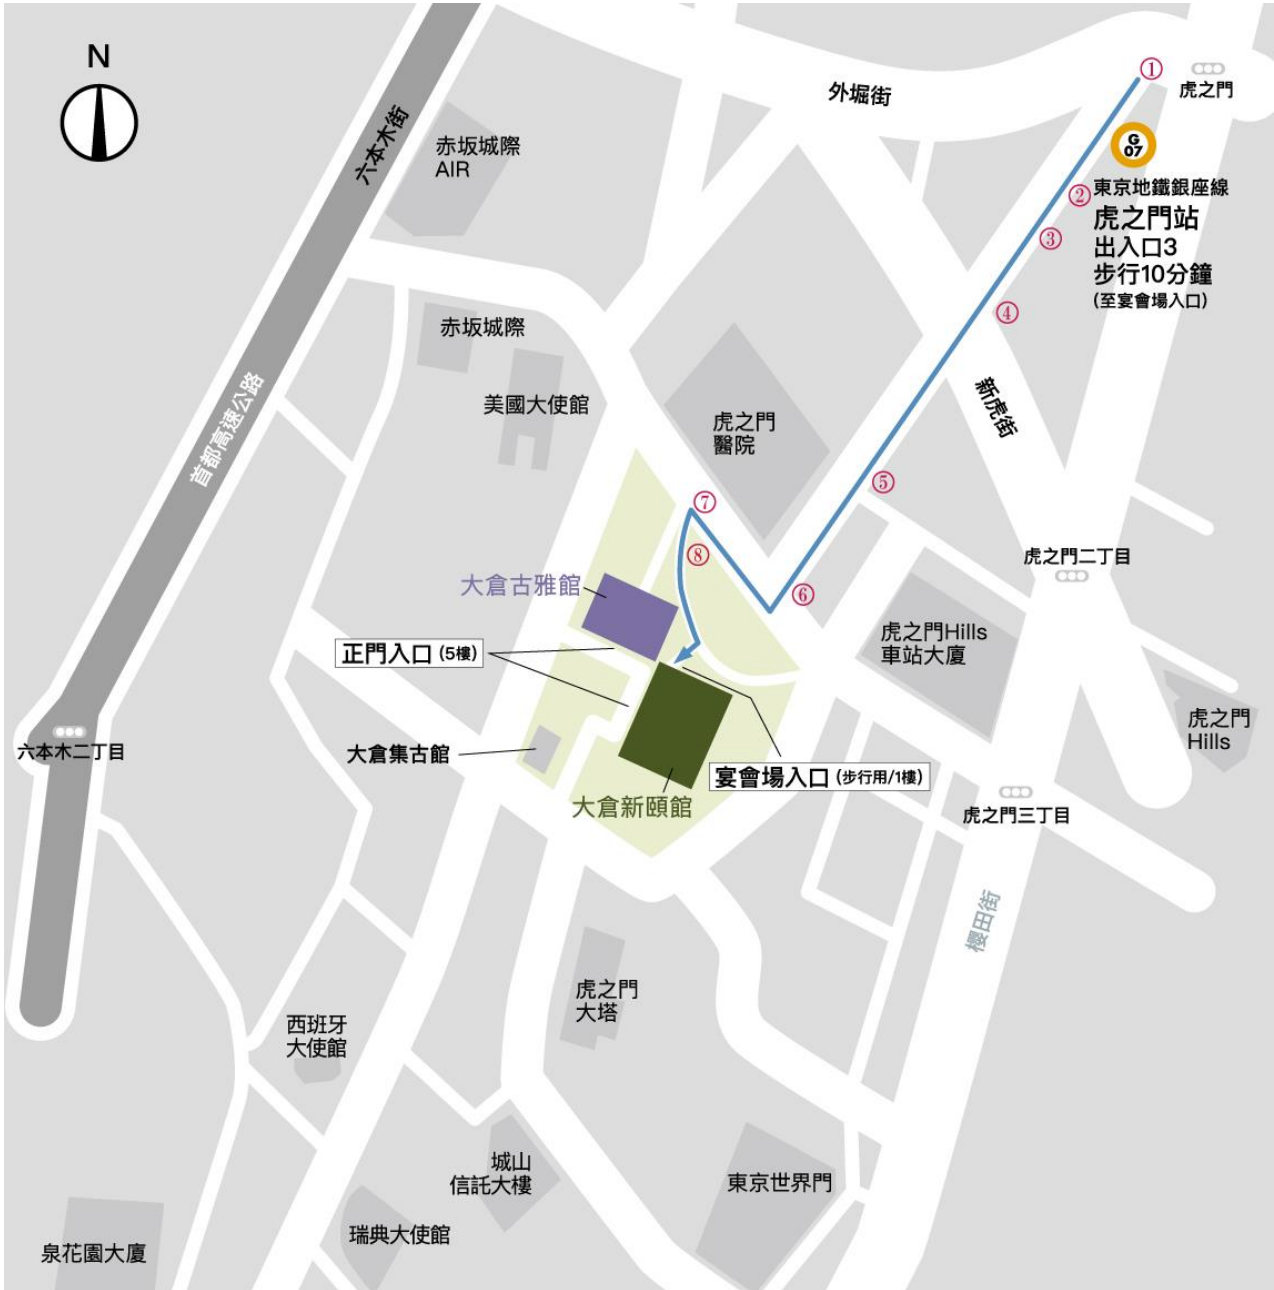 N
外堀街
①
虎之門
六本木街
赤坂城際
AIR
G
07
東京地鐵銀座線
虎之門站
出入口3
步行10分鐘
(至宴會場入口)
②
③
④
赤坂城際
美國大使館
首都高速公路
新虎街
虎之門
醫院
⑤
⑦
⑧
⑥
虎之門二丁目
大倉古雅館
正門入口 (5樓)
虎之門Hills
車站大廈
虎之門
Hills
六本木二丁目
大倉集古館
宴會場入口 (步行用/1樓)
大倉新頤館
虎之門三丁目
櫻田街
虎之門
大塔
西班牙
大使館
城山
信託大樓
東京世界門
瑞典大使館
泉花園大廈